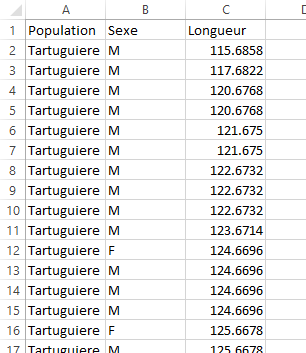 A B C
1 Population Sexe Longueur
2 Tartuguiere M 115.6858
3 Tartuguiere M 117.6822
4 Tartuguiere M 120.6768
5 Tartuguiere M 120.6768
6 Tartuguiere M 121.675
7 Tartuguiere M 121.675
8 Tartuguiere M 122.6732
9 Tartuguiere M 122.6732
10 Tartuguiere M 122.6732
11 Tartuguiere M 123.6714
12 Tartuguiere F 124.6696
13 Tartuguiere M 124.6696
14 Tartuguiere M 124.6696
15 Tartuguiere M 124.6696
16 Tartuguiere F 125.6678
17 Tartuguiere M 125.6678